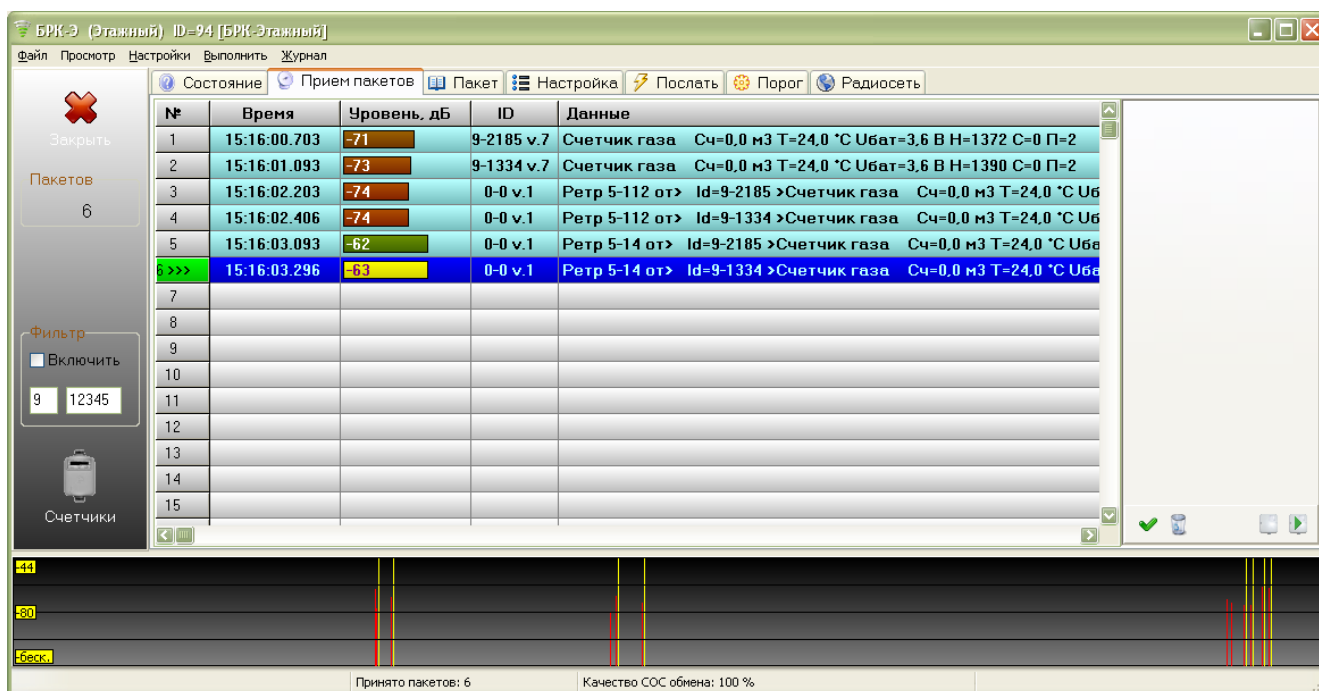 БРК-Э (Этажный) ID=94 [БРК-Этажный]
Файл Просмотр Настройки Выполнить Журнал
Закрыть
Пакетов
6
Фильтр
Включить
9 12345
Счетчики
Состояние Прием пакетов Пакет Настройка Послать Порог Радиосеть
№ Время Уровень, дБ ID Данные
1 15:16:00.703 -71 9-2185 v.7 Счетчик газа Сч=0,0 м3 T=24,0 °C Uбат=3,6 В Н=1372 С=0 П=2
2 15:16:01.093 -73 9-1334 v.7 Счетчик газа Сч=0,0 м3 T=24,0 °C Uбат=3,6 В Н=1390 С=0 П=2
3 15:16:02.203 -74 0-0 v.1 Ретр 5-112 от> Id=9-2185 >Счетчик газа Сч=0,0 м3 T=24,0 °C Uб
4 15:16:02.406 -74 0-0 v.1 Ретр 5-112 от> Id=9-1334 >Счетчик газа Сч=0,0 м3 T=24,0 °C Uб
5 15:16:03.093 -62 0-0 v.1 Ретр 5-14 от> Id=9-2185 >Счетчик газа Сч=0,0 м3 T=24,0 °C Uба
6 >>> 15:16:03.296 -63 0-0 v.1 Ретр 5-14 от> Id=9-1334 >Счетчик газа Сч=0,0 м3 T=24,0 °C Uба
7
8
9
10
11
12
13
14
15
-44
-80
-беск.
Принято пакетов: 6 Качество СОС обмена: 100 %